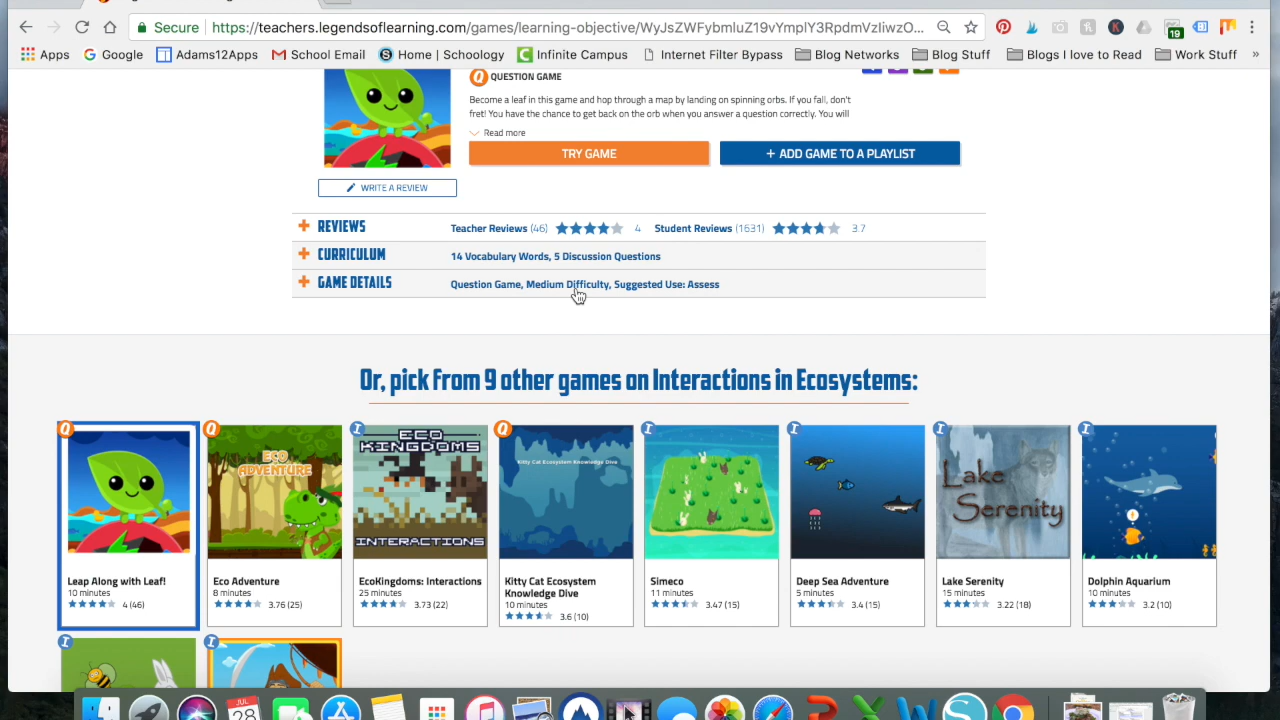 Secure https://teachers.legendsoflearning.com/games/learning-objective/WyJsZWFybmluZ19vYmplY3RpdmVzIiwzO...
19
Apps Google Adams12Apps School Email Home | Schoology Infinite Campus Internet Filter Bypass Blog Networks Blog Stuff Blogs I love to Read Work Stuff »
Q QUESTION GAME
Become a leaf in this game and hop through a map by landing on spinning orbs. If you fall, don't
fret! You have the chance to get back on the orb when you answer a question correctly. You will
Read more
TRY GAME + ADD GAME TO A PLAYLIST
WRITE A REVIEW
+ REVIEWS Teacher Reviews (46) 4 Student Reviews (1631) 3.7
+ CURRICULUM 14 Vocabulary Words, 5 Discussion Questions
+ GAME DETAILS Question Game, Medium Difficulty, Suggested Use: Assess
Or, pick from 9 other games on Interactions in Ecosystems:
Q Q I Q I I I I
ECO ADVENTURE
ECO KINGDOMS INTERACTIONS
Kitty Cat Ecosystem Knowledge Dive
Lake Serenity
Leap Along with Leaf!
10 minutes
4 (46)
Eco Adventure
8 minutes
3.76 (25)
EcoKingdoms: Interactions
25 minutes
3.73 (22)
Kitty Cat Ecosystem
Knowledge Dive
10 minutes
3.6 (10)
Simeco
11 minutes
3.47 (15)
Deep Sea Adventure
5 minutes
3.4 (15)
Lake Serenity
15 minutes
3.22 (18)
Dolphin Aquarium
10 minutes
3.2 (10)
I I
JUL
28